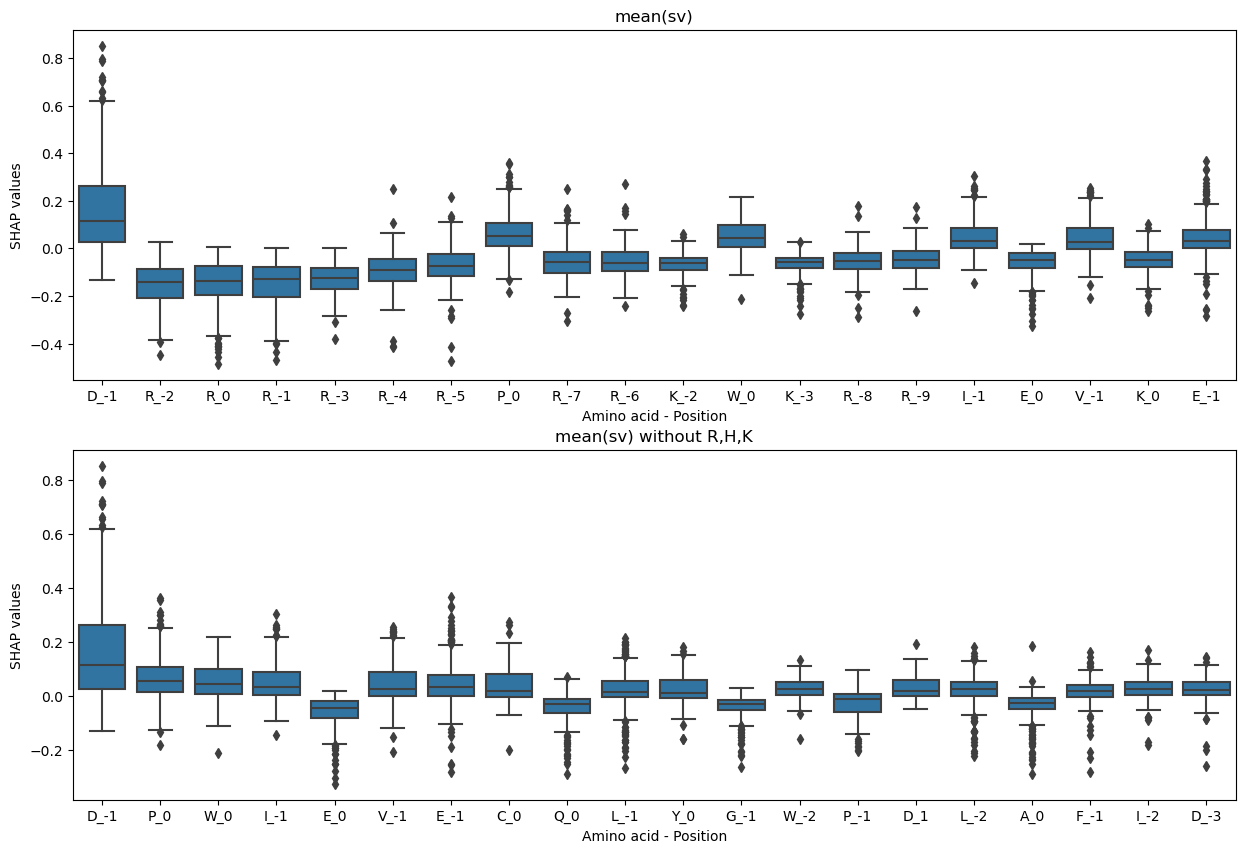 mean(sv)
SHAP values
0.8
0.6
0.4
0.2
0.0
−0.2
−0.4
D_-1 R_-2 R_0 R_-1 R_-3 R_-4 R_-5 P_0 R_-7 R_-6 K_-2 W_0 K_-3 R_-8 R_-9 I_-1 E_0 V_-1 K_0 E_-1
Amino acid - Position
mean(sv) without R,H,K
SHAP values
0.8
0.6
0.4
0.2
0.0
−0.2
D_-1 P_0 W_0 I_-1 E_0 V_-1 E_-1 C_0 Q_0 L_-1 Y_0 G_-1 W_-2 P_-1 D_1 L_-2 A_0 F_-1 I_-2 D_-3
Amino acid - Position